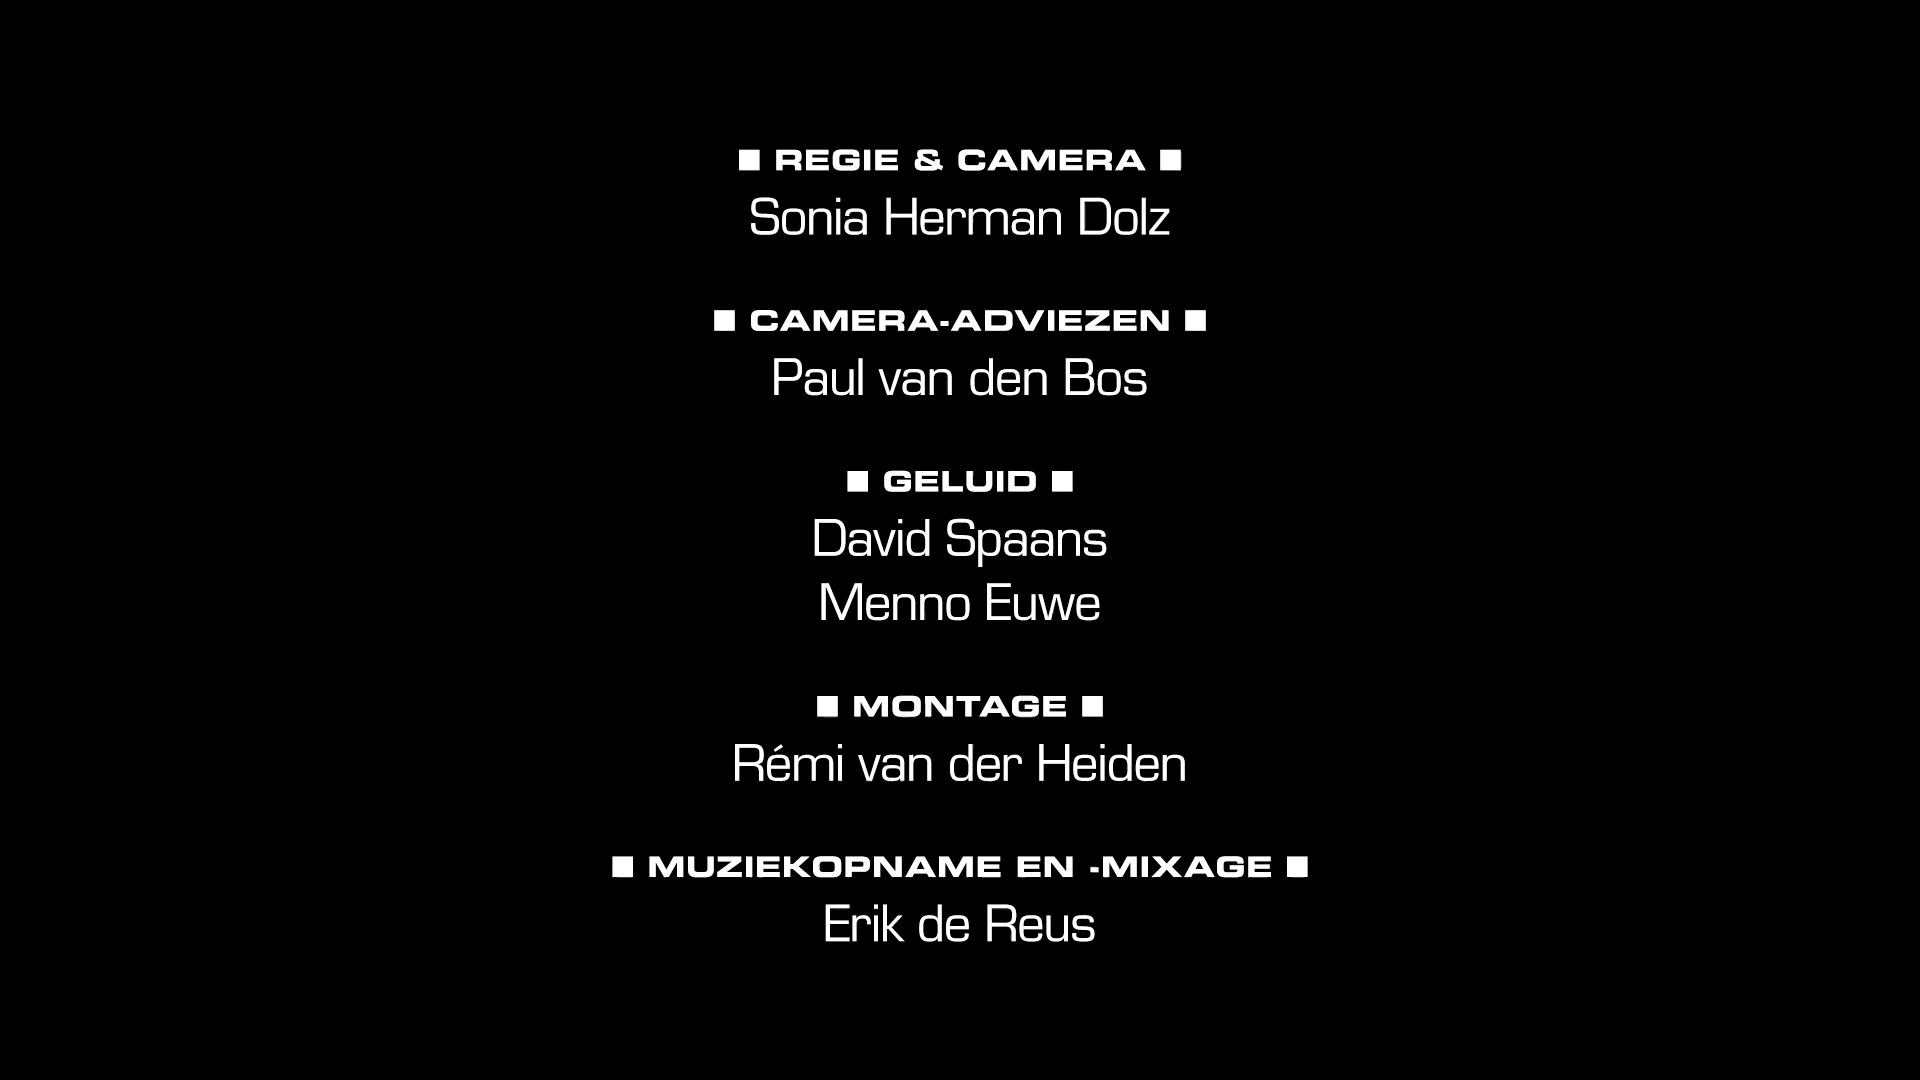 ■ REGIE & CAMERA ■
Sonia Herman Dolz
■ CAMERA-ADVIEZEN ■
Paul van den Bos
■ GELUID ■
David Spaans
Menno Euwe
■ MONTAGE ■
Rémi van der Heiden
■ MUZIEKOPNAME EN -MIXAGE ■
Erik de Reus